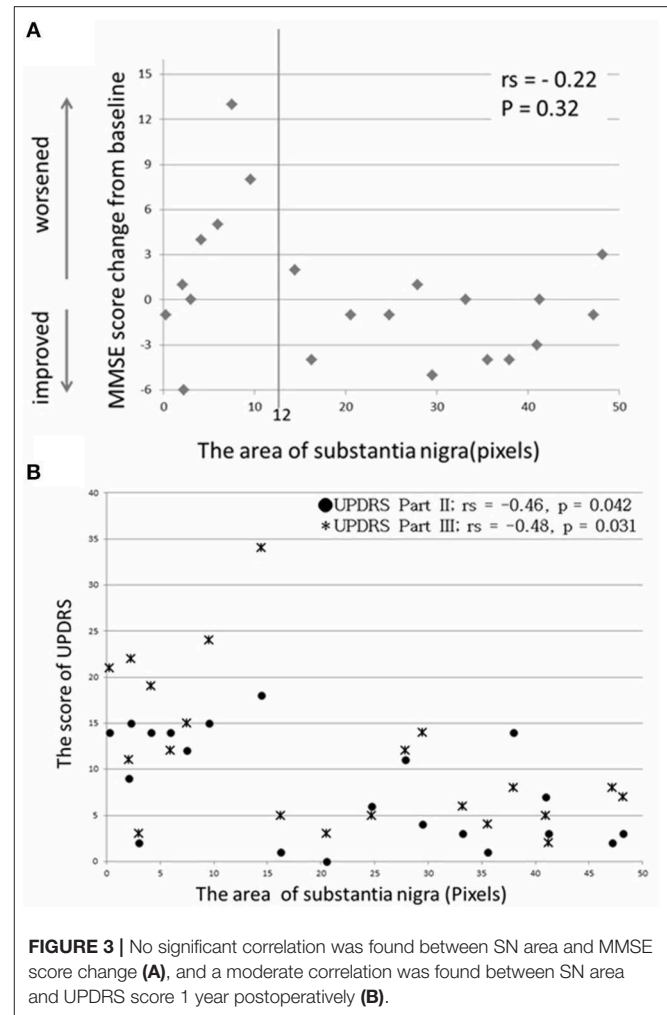 A
worsened
improved
MMSE score change from baseline
15
12
9
6
3
0
-3
-6
rs = - 0.22
P = 0.32
0
10
12
20
30
40
50
The area of substantia nigra(pixels)
B
The score of UPDRS
40
35
30
25
20
15
10
5
0
●UPDRS Part II: rs = -0.46, p = 0.042
*UPDRS Part III: rs = -0.48, p = 0.031
0
5
10
15
20
25
30
35
40
45
50
The area of substantia nigra (Pixels)
FIGURE 3 | No significant correlation was found between SN area and MMSE
score change (A), and a moderate correlation was found between SN area
and UPDRS score 1 year postoperatively (B).